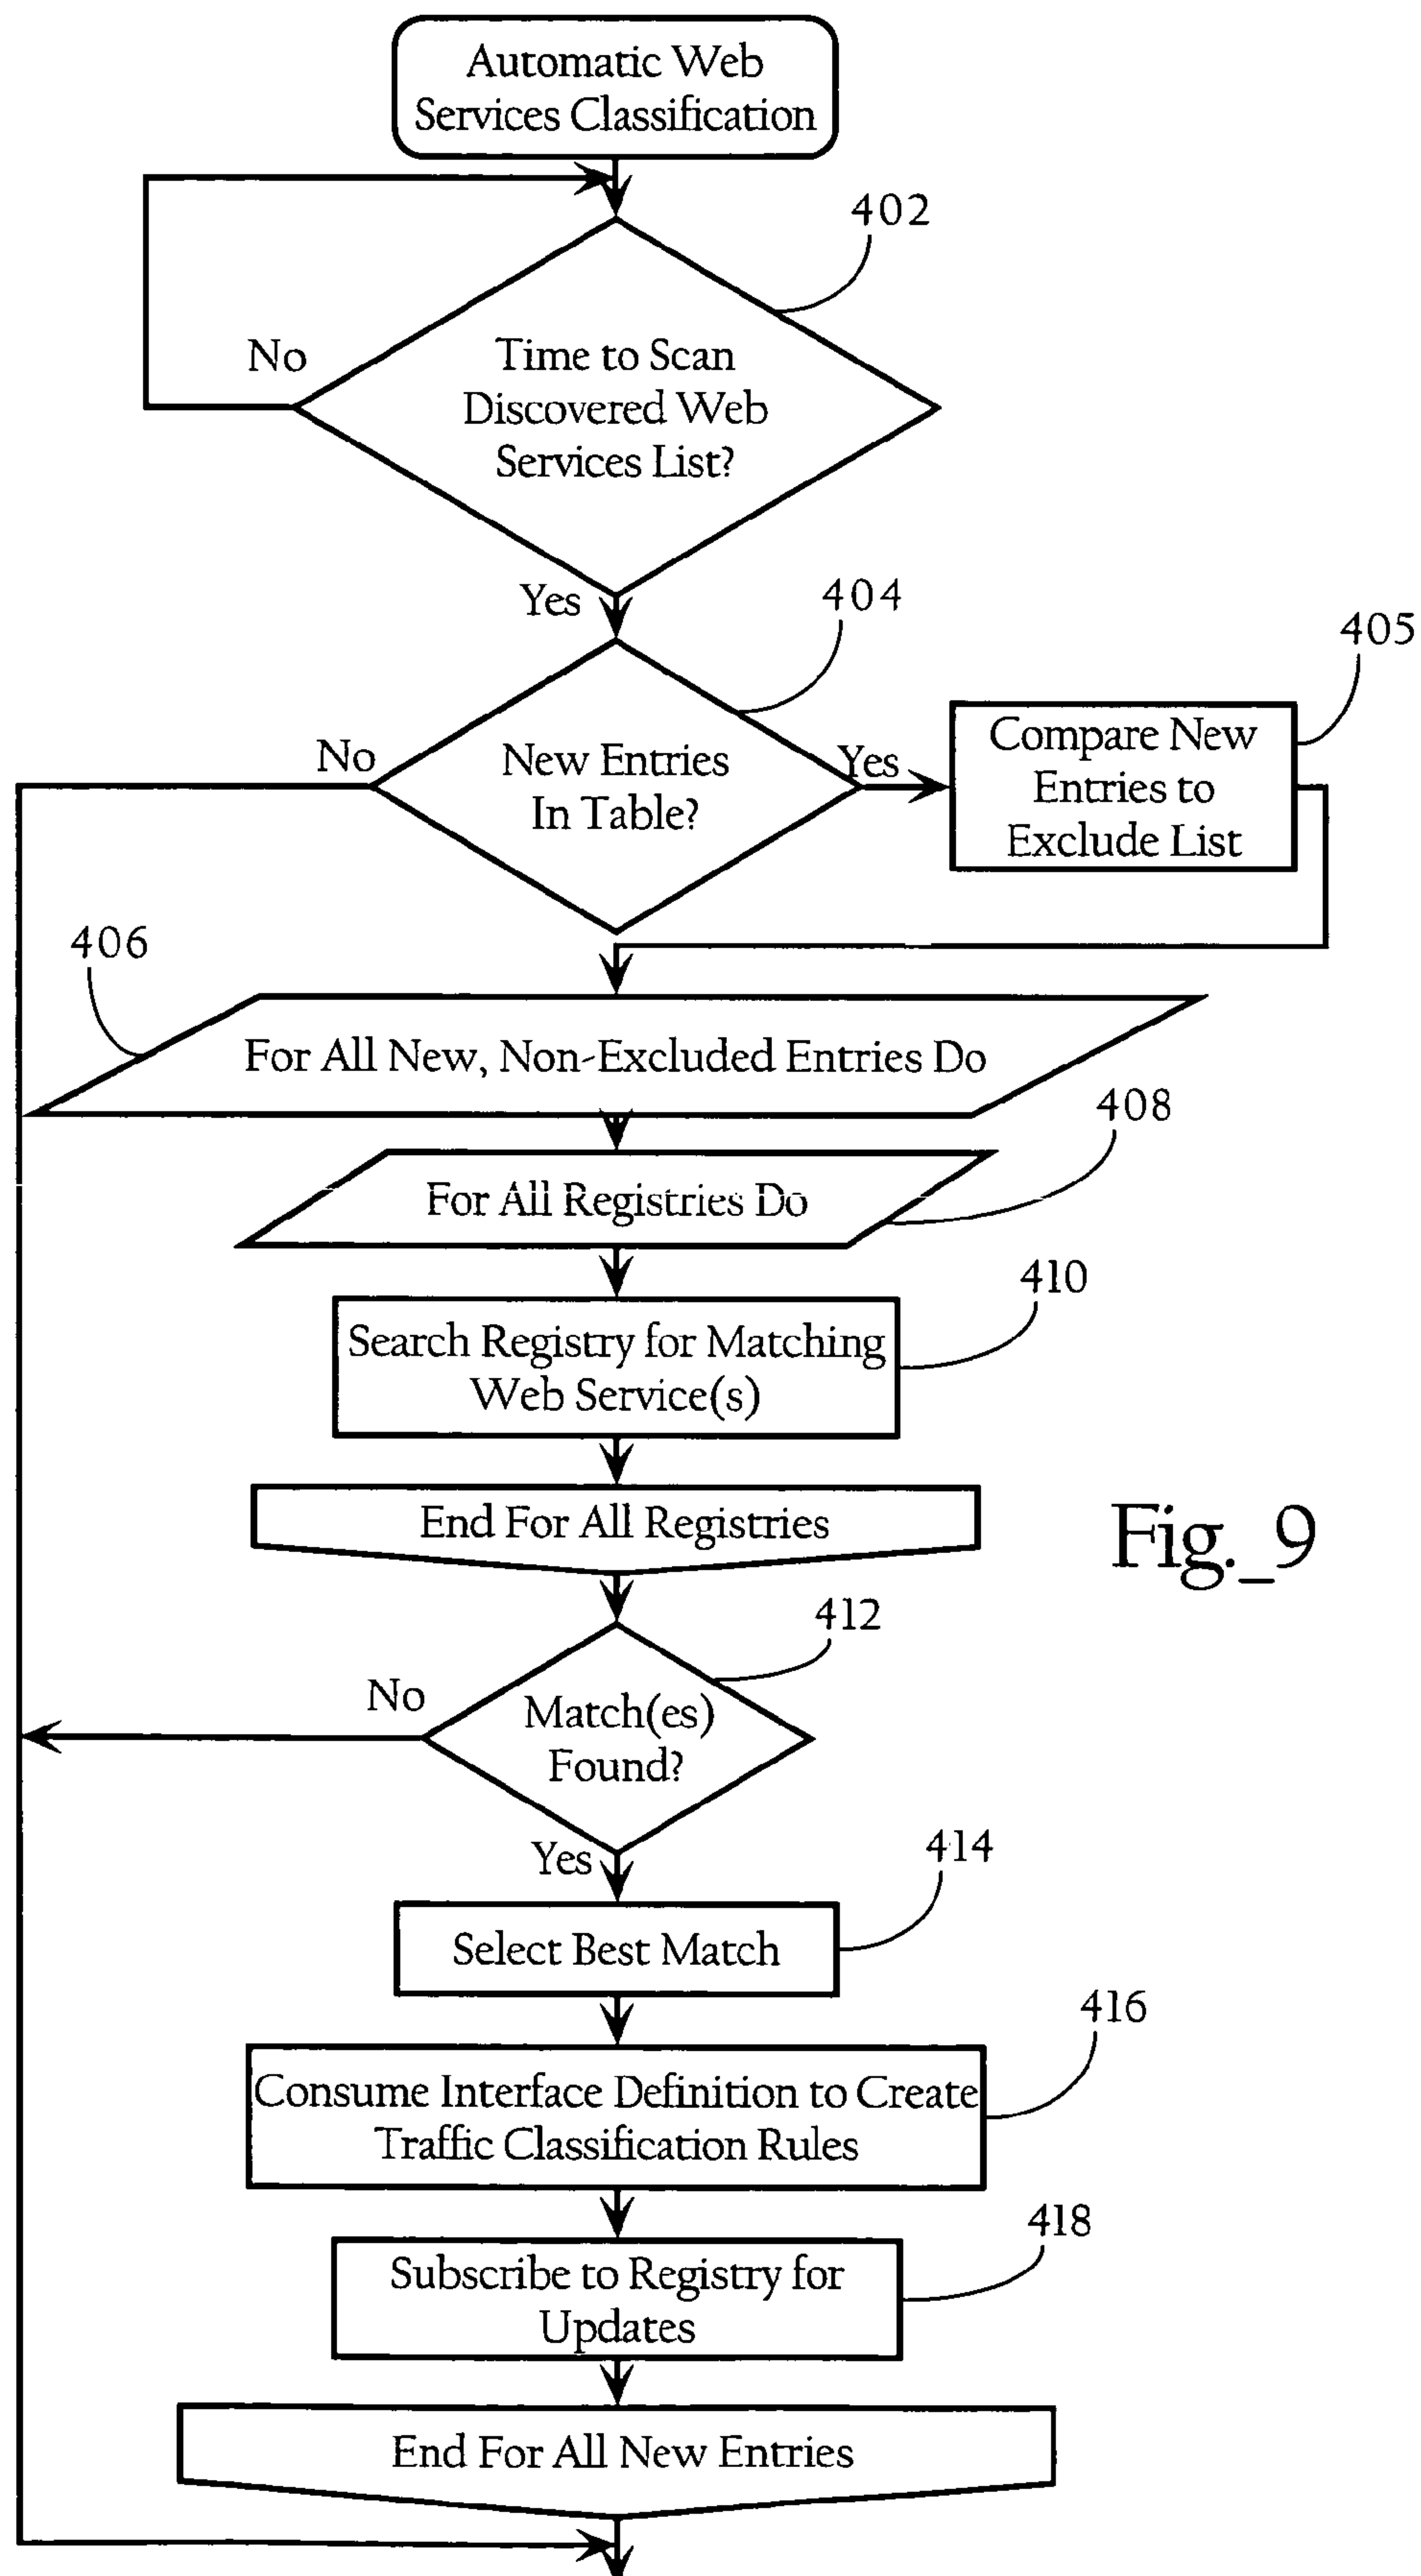 Automatic Web
Services Classification
402
No
Time to Scan
Discovered Web
Services List?
Yes
404
405
No
New Entries
In Table?
Yes
Compare New
Entries to
Exclude List
406
For All New, Non-Excluded Entries Do
408
For All Registries Do
410
Search Registry for Matching
Web Service(s)
End For All Registries
Fig._9
412
No
Match(es)
Found?
Yes
414
Select Best Match
416
Consume Interface Definition to Create
Traffic Classification Rules
418
Subscribe to Registry for
Updates
End For All New Entries